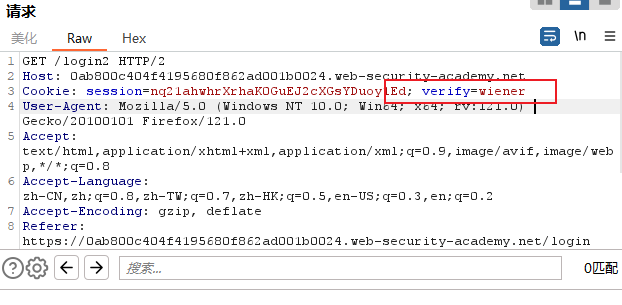 请求
美化 Raw Hex \n
1 GET /login2 HTTP/2
2 Host: 0ab800c404f4195680f862ad001b0024.web-security-academy.net
3 Cookie: session=nq21ahwhrXrhaKOGuEJ2cXGsYDuoylEd; verify=wiener
4 User-Agent: Mozilla/5.0 (Windows NT 10.0; Win64; x64; rv:121.0)
Gecko/20100101 Firefox/121.0
5 Accept:
text/html,application/xhtml+xml,application/xml;q=0.9,image/avif,image/web
p,*/*;q=0.8
6 Accept-Language:
zh-CN,zh;q=0.8,zh-TW;q=0.7,zh-HK;q=0.5,en-US;q=0.3,en;q=0.2
7 Accept-Encoding: gzip, deflate
8 Referer:
https://0ab800c404f4195680f862ad001b0024.web-security-academy.net/login
搜索... 0匹配